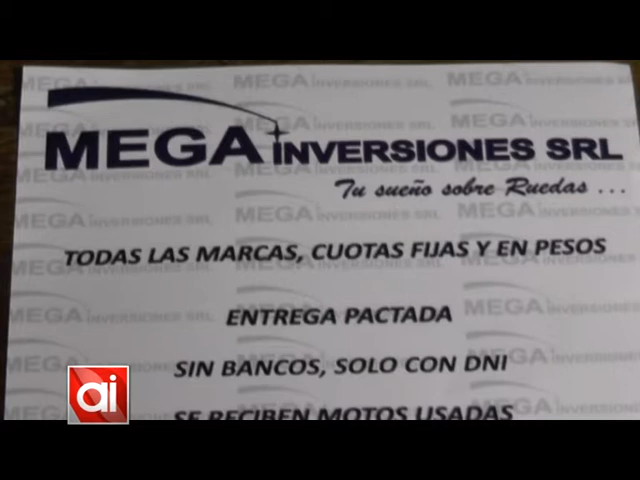 MEGA INVERSIONES SRL
Tu sueño sobre Ruedas ...
TODAS LAS MARCAS, CUOTAS FIJAS Y EN PESOS
ENTREGA PACTADA
SIN BANCOS, SOLO CON DNI
SE RECIBEN MOTOS USADAS
ai